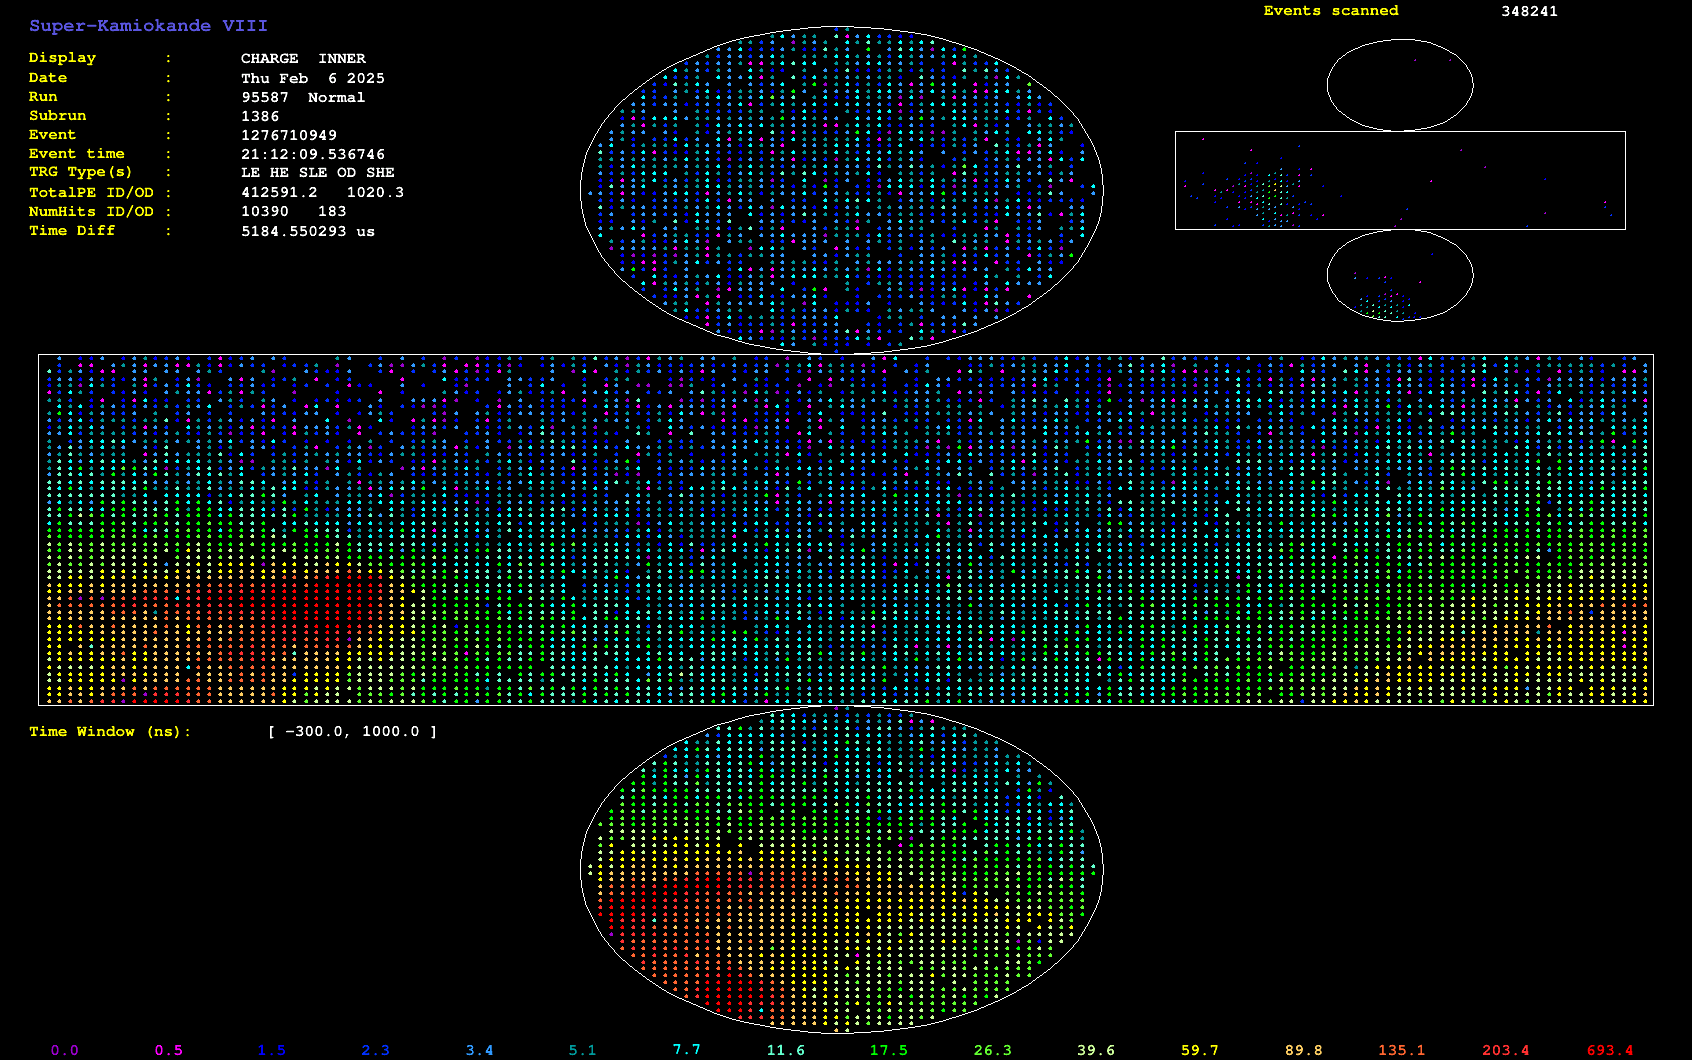 Super-Kamiokande VIII
Events scanned 348241
Display : CHARGE INNER
Date : Thu Feb 6 2025
Run : 95587 Normal
Subrun : 1386
Event : 1276710949
Event time : 21:12:09.536746
TRG Type(s) : LE HE SLE OD SHE
TotalPE ID/OD : 412591.2 1020.3
NumHits ID/OD : 10390 183
Time Diff : 5184.550293 us
Time Window (ns): [ -300.0, 1000.0 ]
0.0 0.5 1.5 2.3 3.4 5.1 7.7 11.6 17.5 26.3 39.6 59.7 89.8 135.1 203.4 693.4